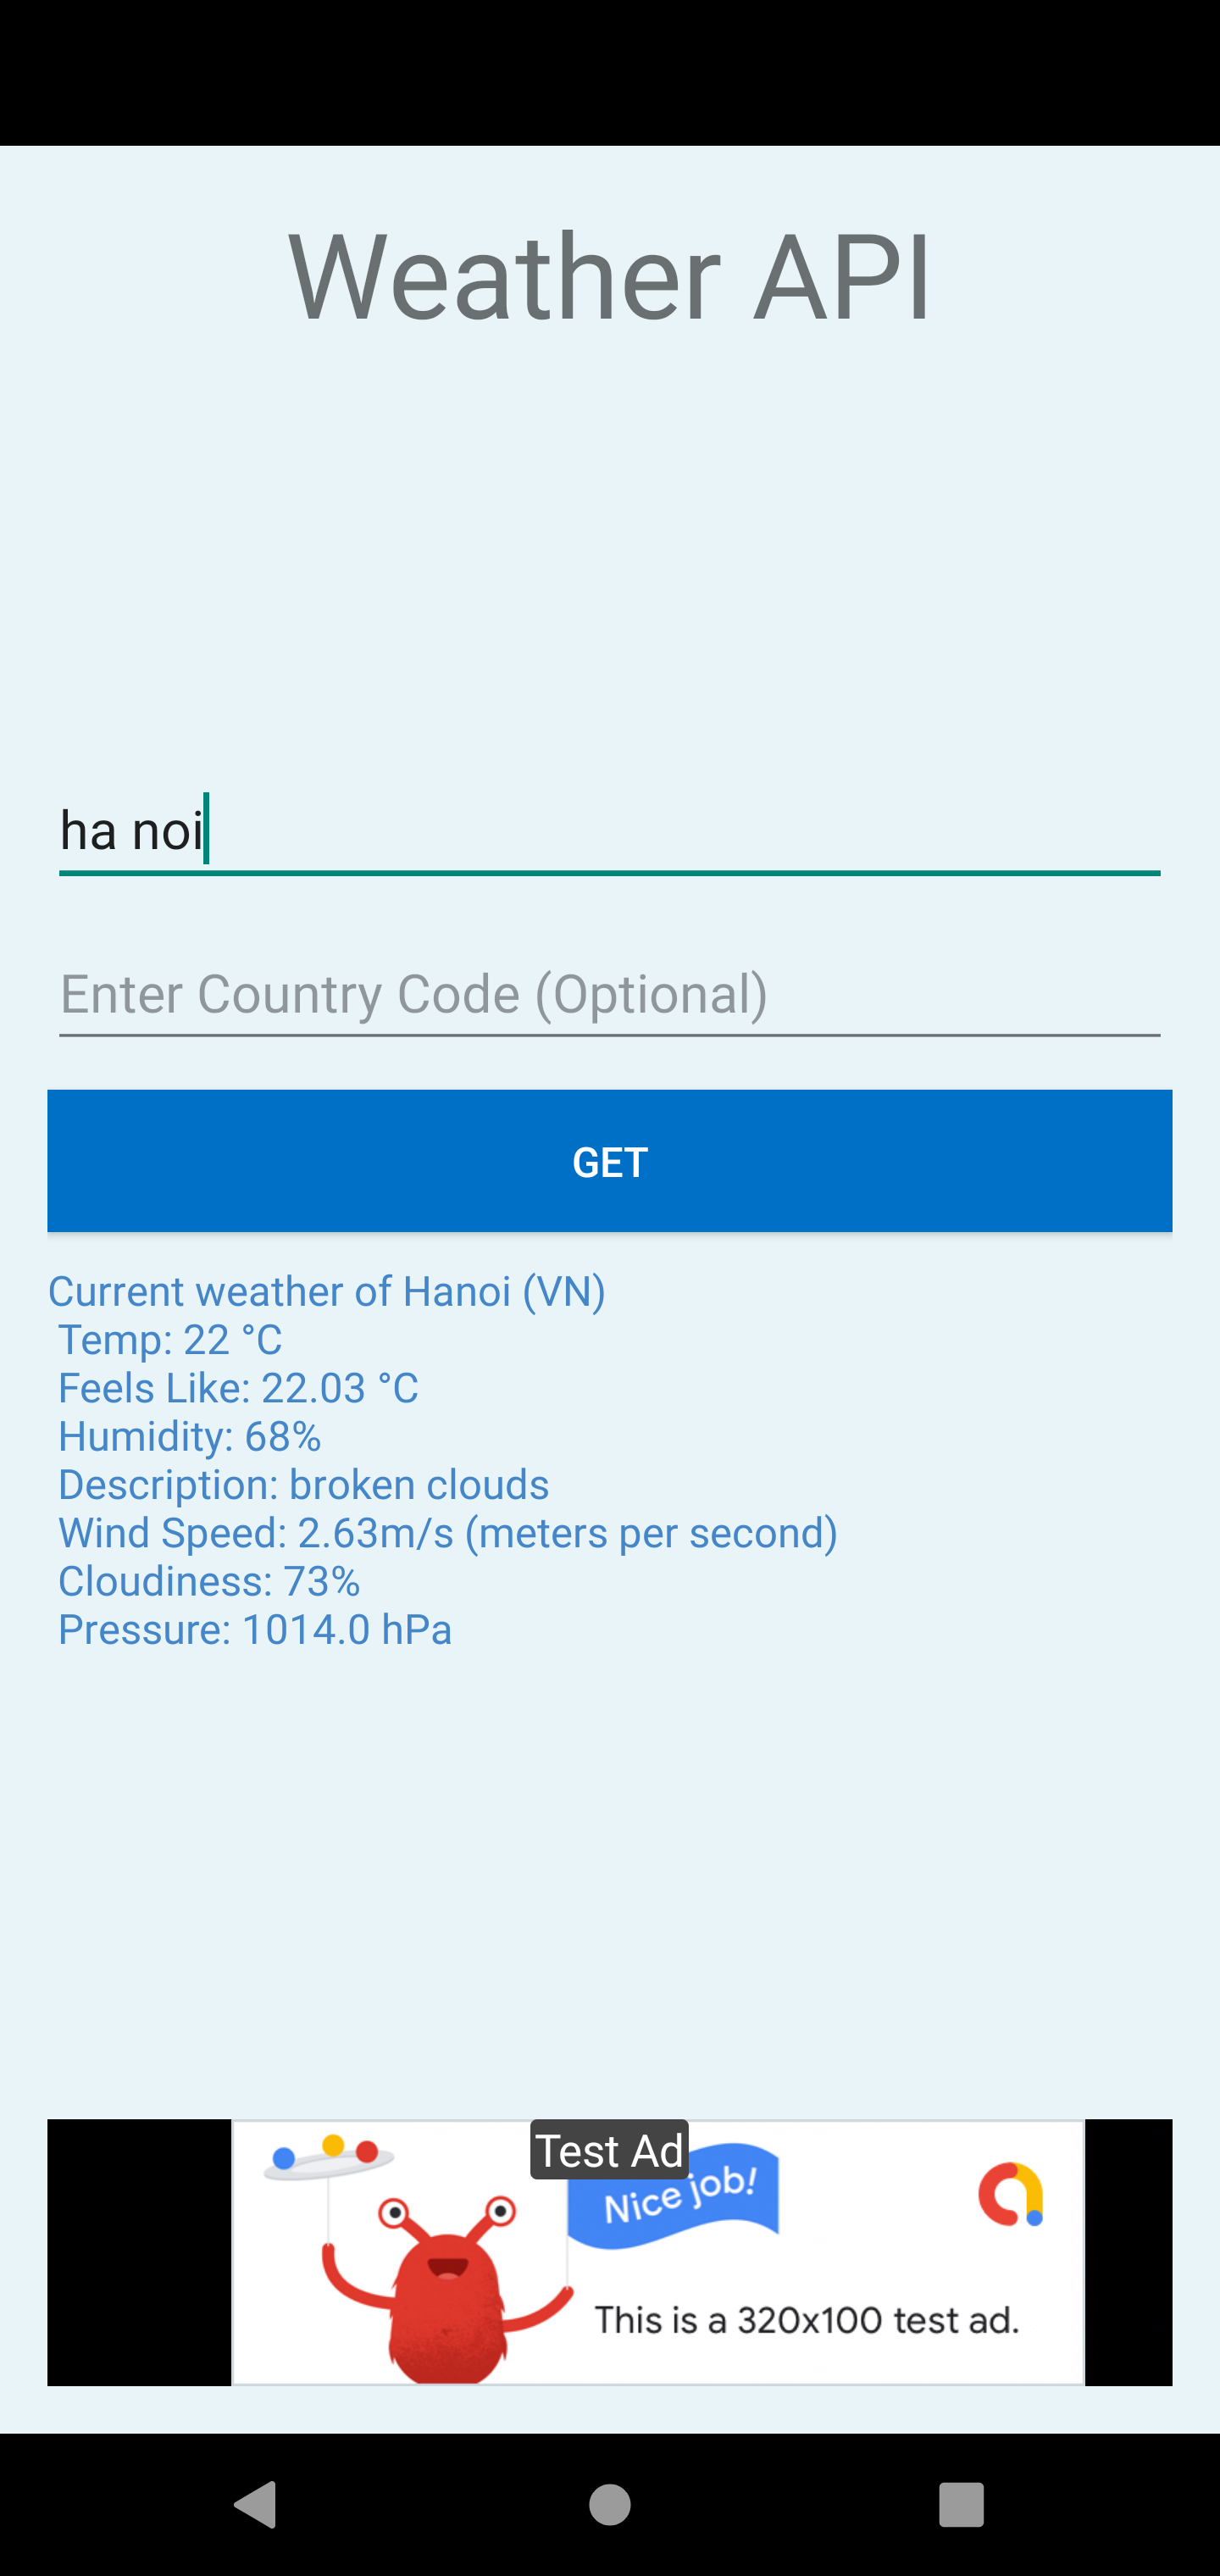 Weather API
ha noi
Enter Country Code (Optional)
GET
Current weather of Hanoi (VN)
Temp: 22 °C
Feels Like: 22.03 °C
Humidity: 68%
Description: broken clouds
Wind Speed: 2.63m/s (meters per second)
Cloudiness: 73%
Pressure: 1014.0 hPa
Test Ad
Nice job!
This is a 320x100 test ad.